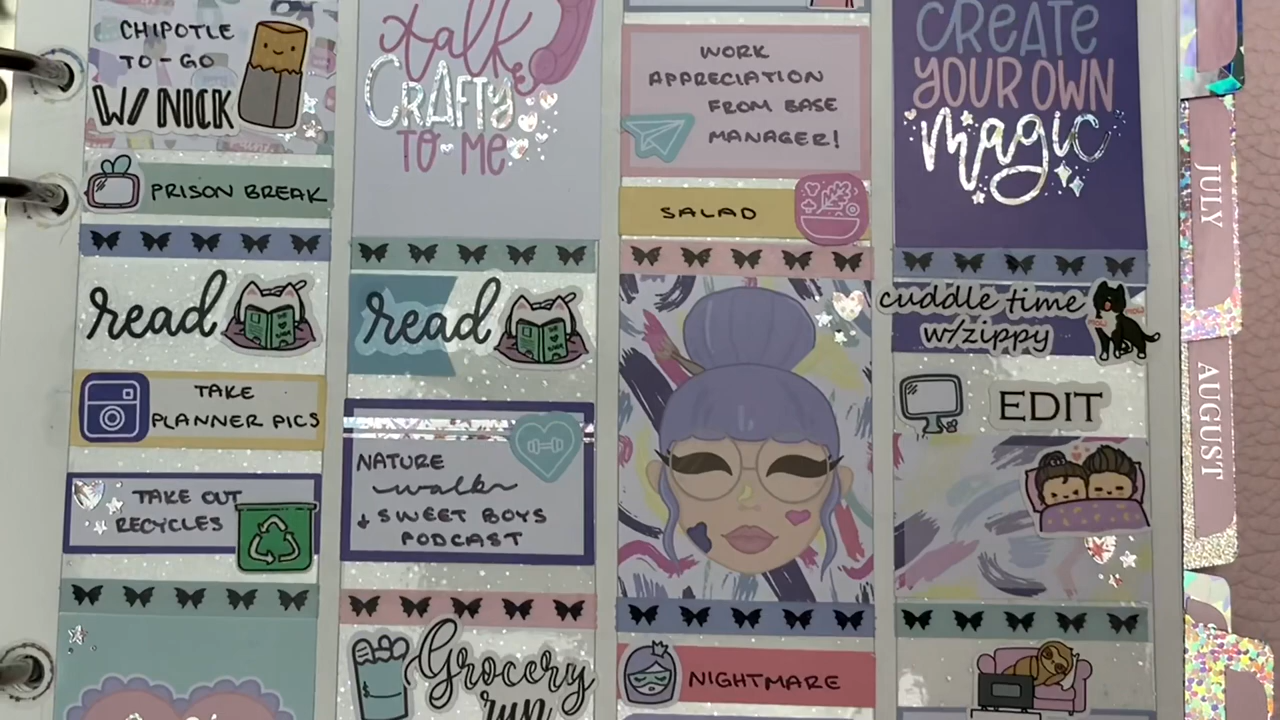 CHIPOTLE
TO-GO
W/ NICK
PRISON BREAK
read
TAKE
PLANNER PICS
TAKE OUT
RECYCLES
talk
CRAFTY
TO ME
read
NATURE
walk
+ SWEET BOYS
PODCAST
Grocery
run
WORK
APPRECIATION
FROM BASE
MANAGER!
SALAD
NIGHTMARE
CREATE
YOUR OWN
magic
cuddle time
w/zippy
MOW
MOW
EDIT
JULY
AUGUST